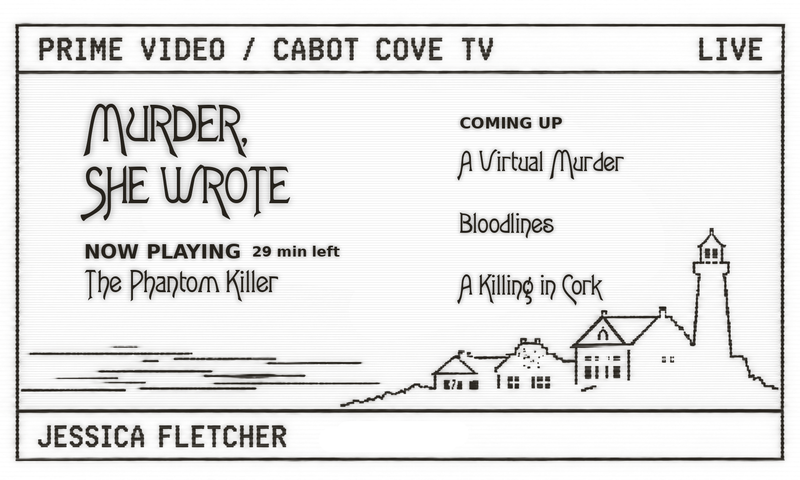 PRIME VIDEO / CABOT COVE TV
LIVE
MURDER,
SHE WROTE
NOW PLAYING 29 min left
The Phantom Killer
COMING UP
A Virtual Murder
Bloodlines
A Killing in Cork
JESSICA FLETCHER